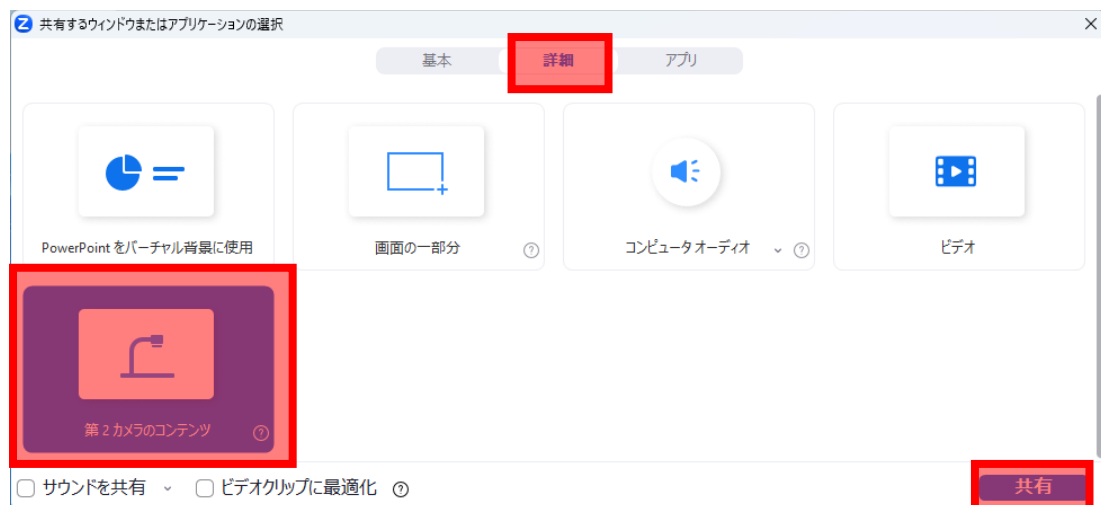 共有するウィンドウまたはアプリケーションの選択
基本 詳細 アプリ
PowerPoint をバーチャル背景に使用 画面の一部分 コンピュータ オーディオ ビデオ
第 2 カメラのコンテンツ
サウンドを共有 ビデオクリップに最適化 共有